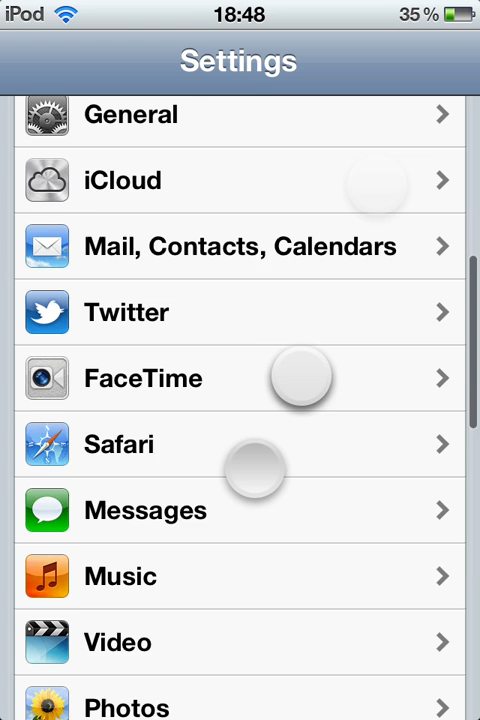 iPod 18:48 35 %
Settings
General
iCloud
Mail, Contacts, Calendars
Twitter
FaceTime
Safari
Messages
Music
Video
Photos